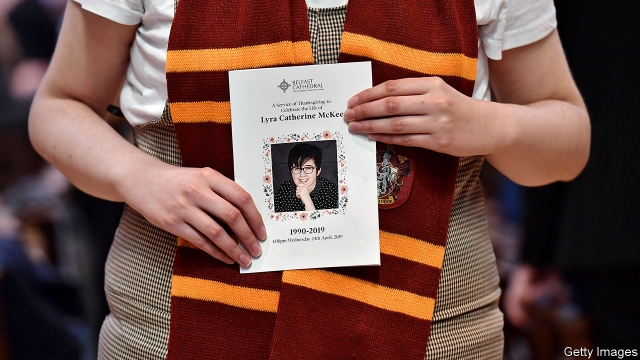 BELFAST
CATHEDRAL
A Service of Thanksgiving to
Celebrate the Life of
Lyra Catherine McKee
1990-2019
1.00pm Wednesday 24th April, 2019
Getty Images